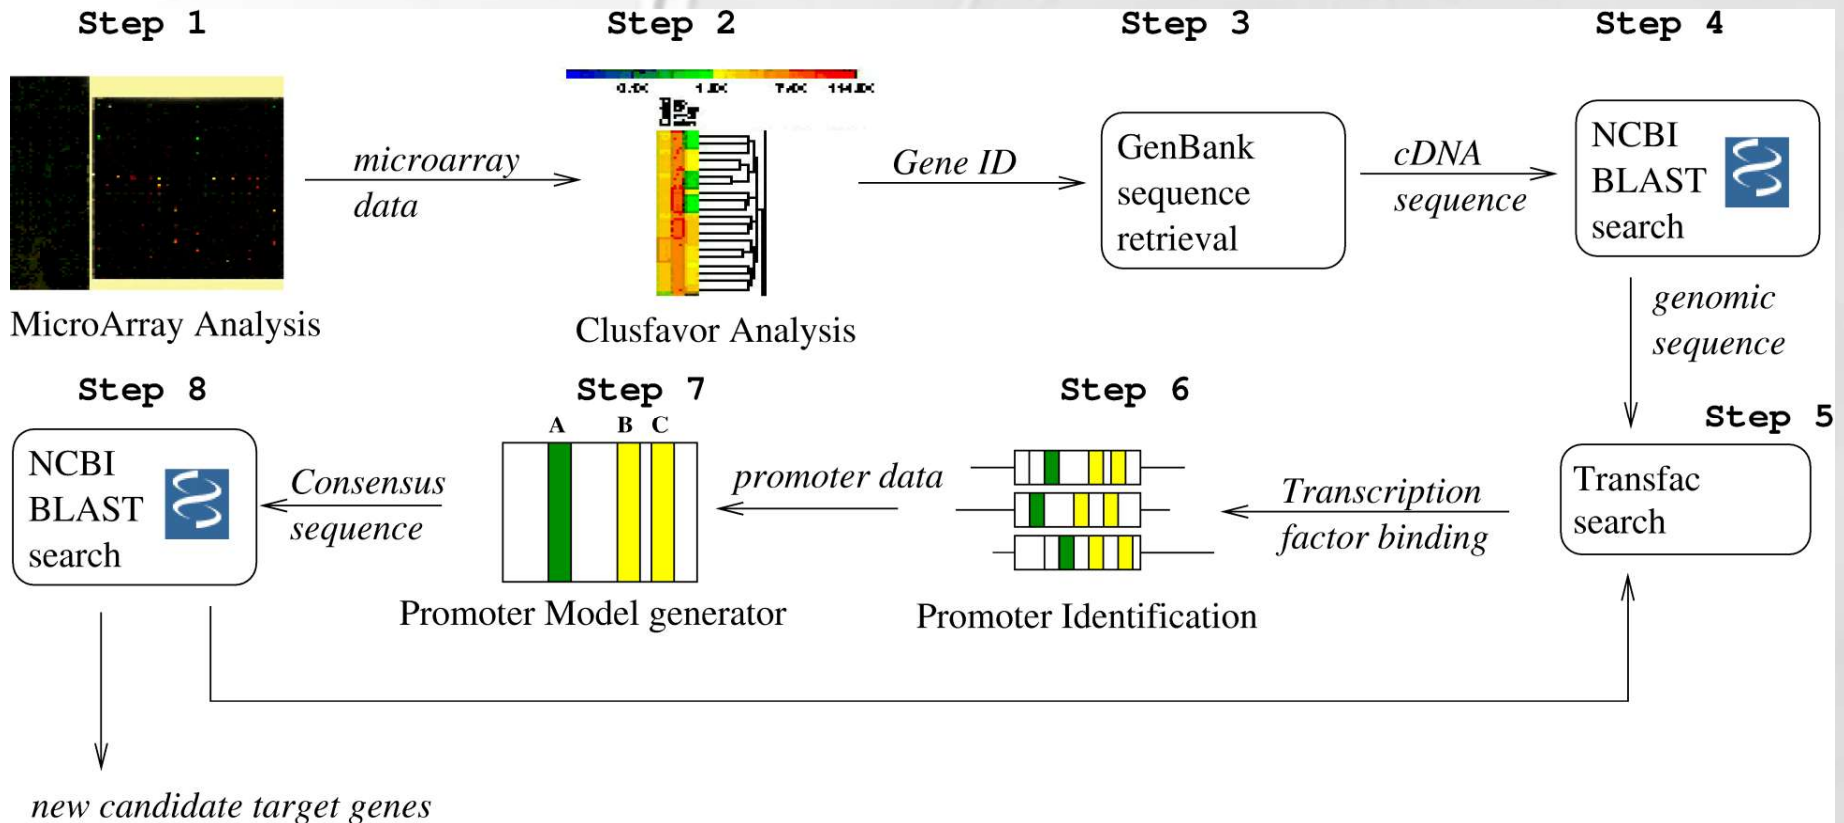 Step 1
Step 2
Step 3
Step 4
microarray
data
Gene ID
GenBank
sequence
retrieval
cDNA
sequence
NCBI
BLAST
search
MicroArray Analysis
Clusfavor Analysis
genomic
sequence
Step 8
Step 7
Step 6
Step 5
NCBI
BLAST
search
Consensus
sequence
A B C
Promoter Model generator
promoter data
Promoter Identification
Transcription
factor binding
Transfac
search
new candidate target genes